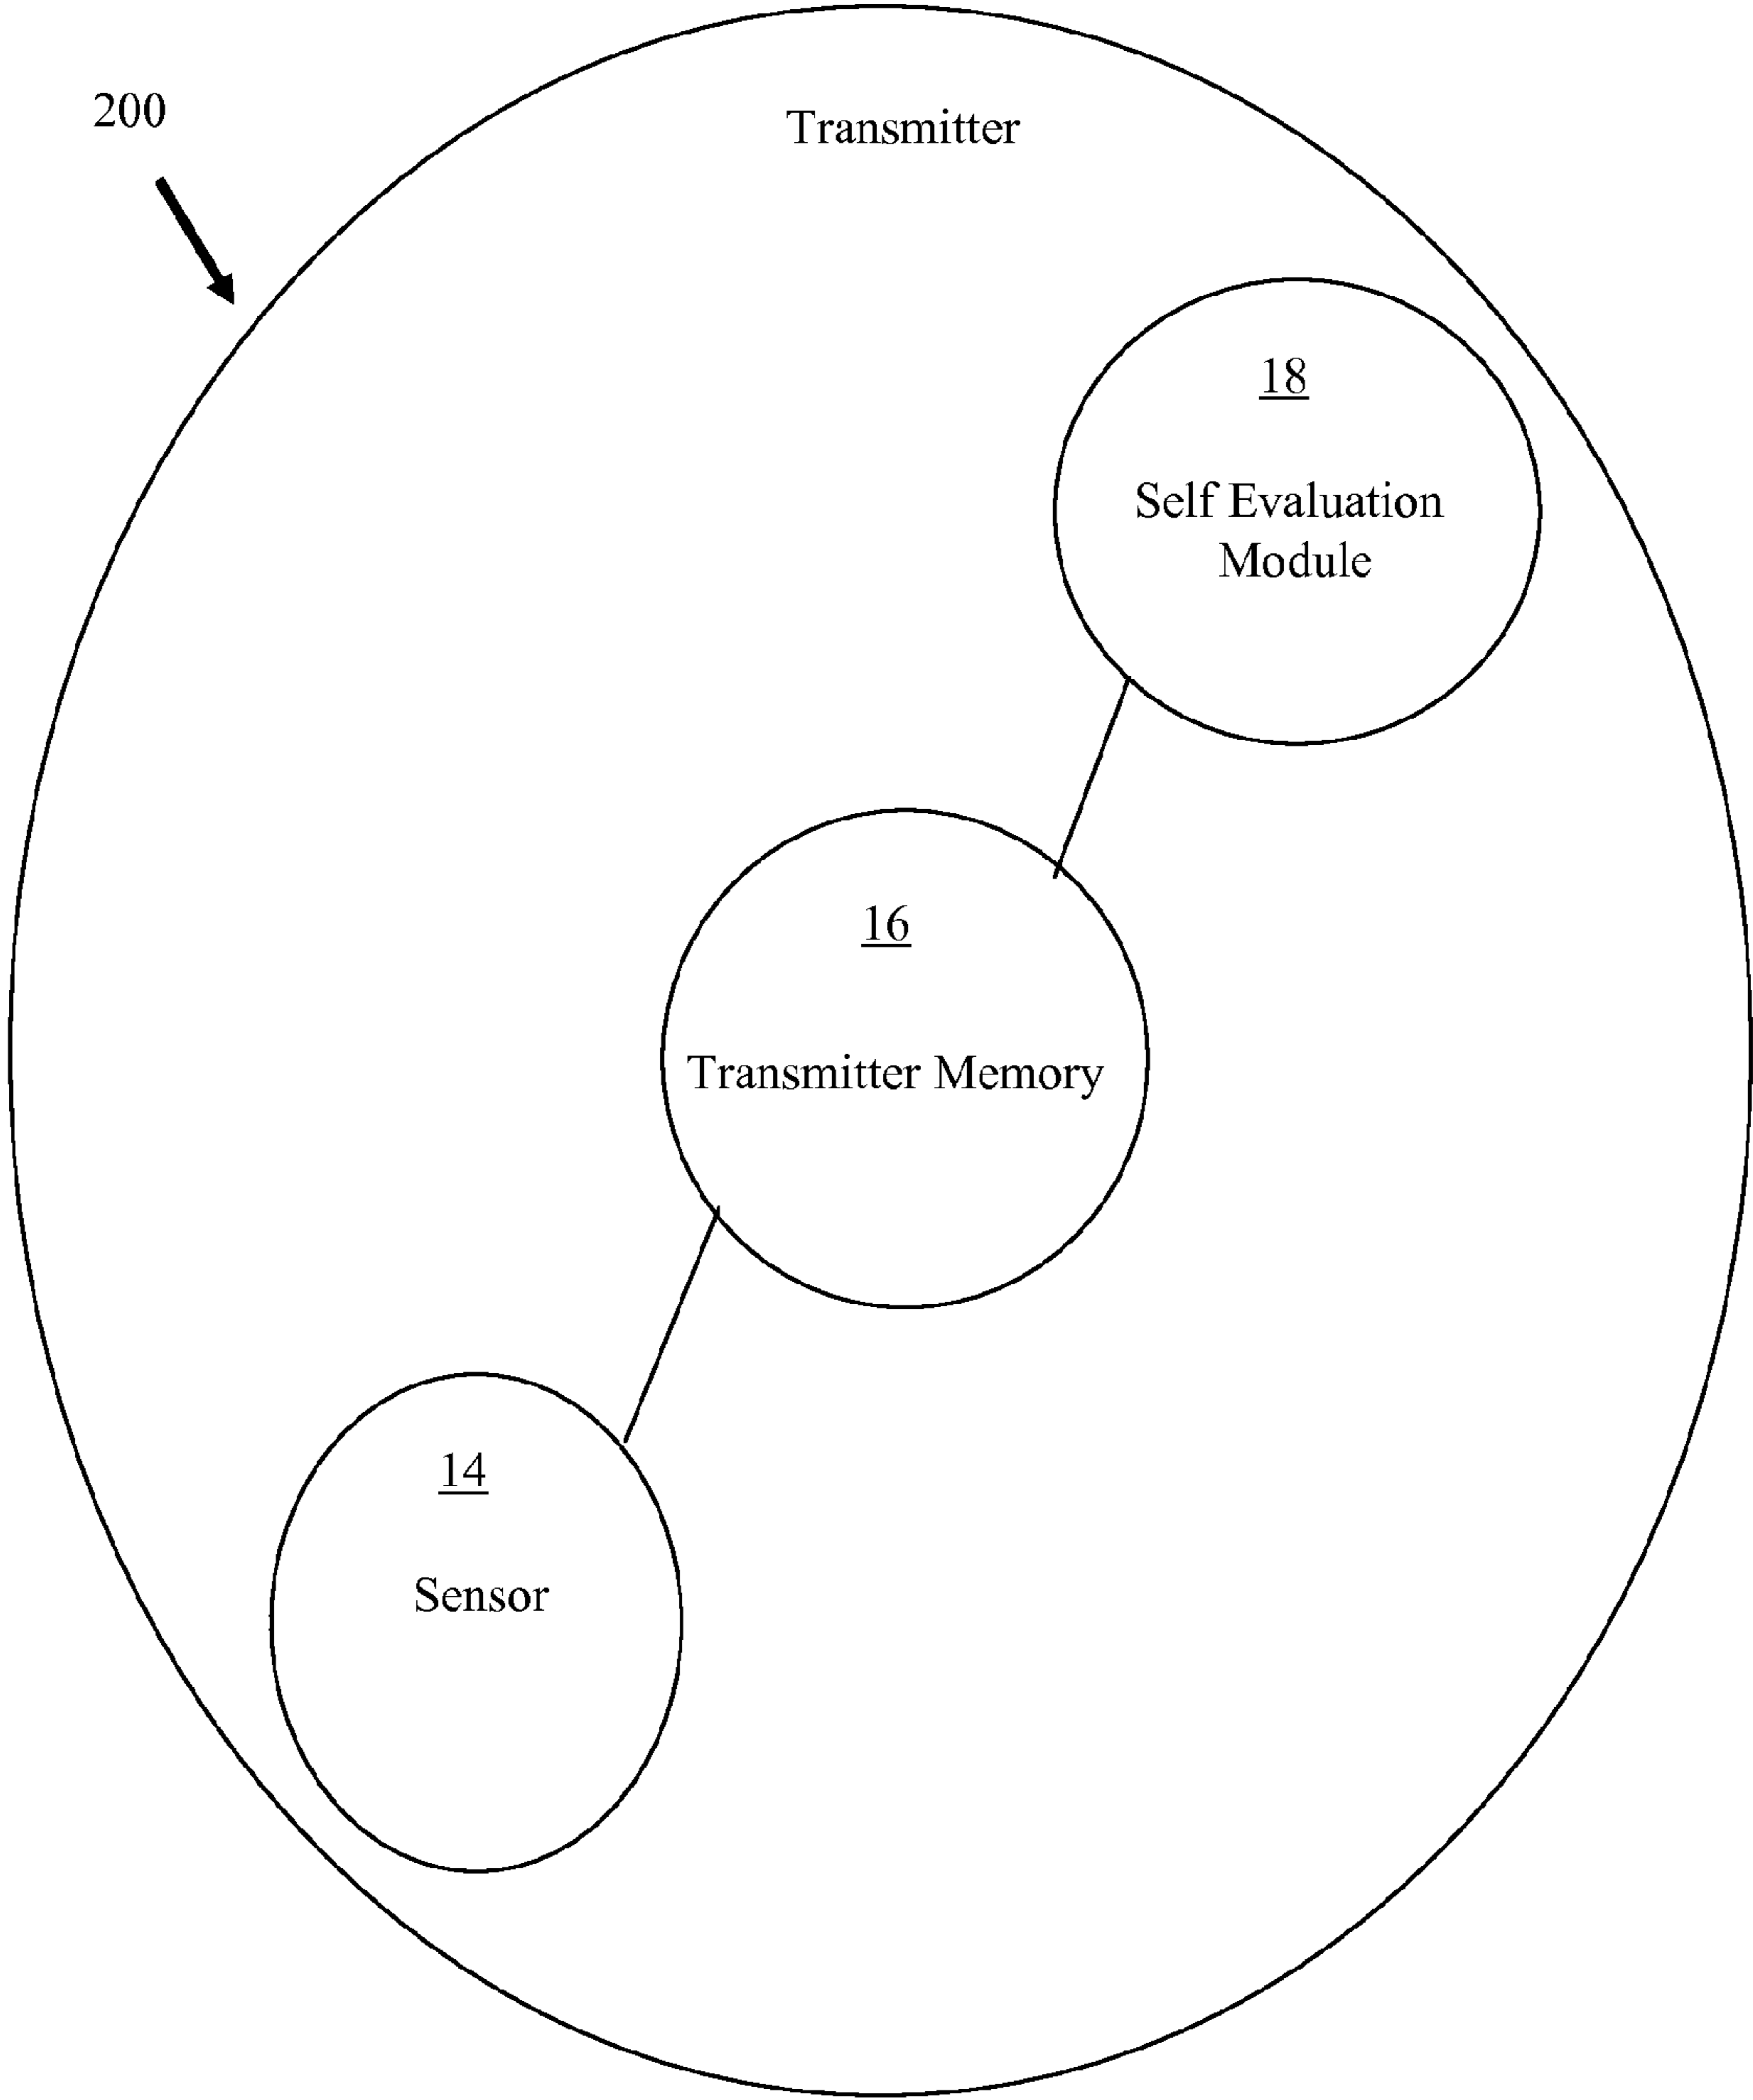 200
Transmitter
18
Self Evaluation
Module
16
Transmitter Memory
14
Sensor